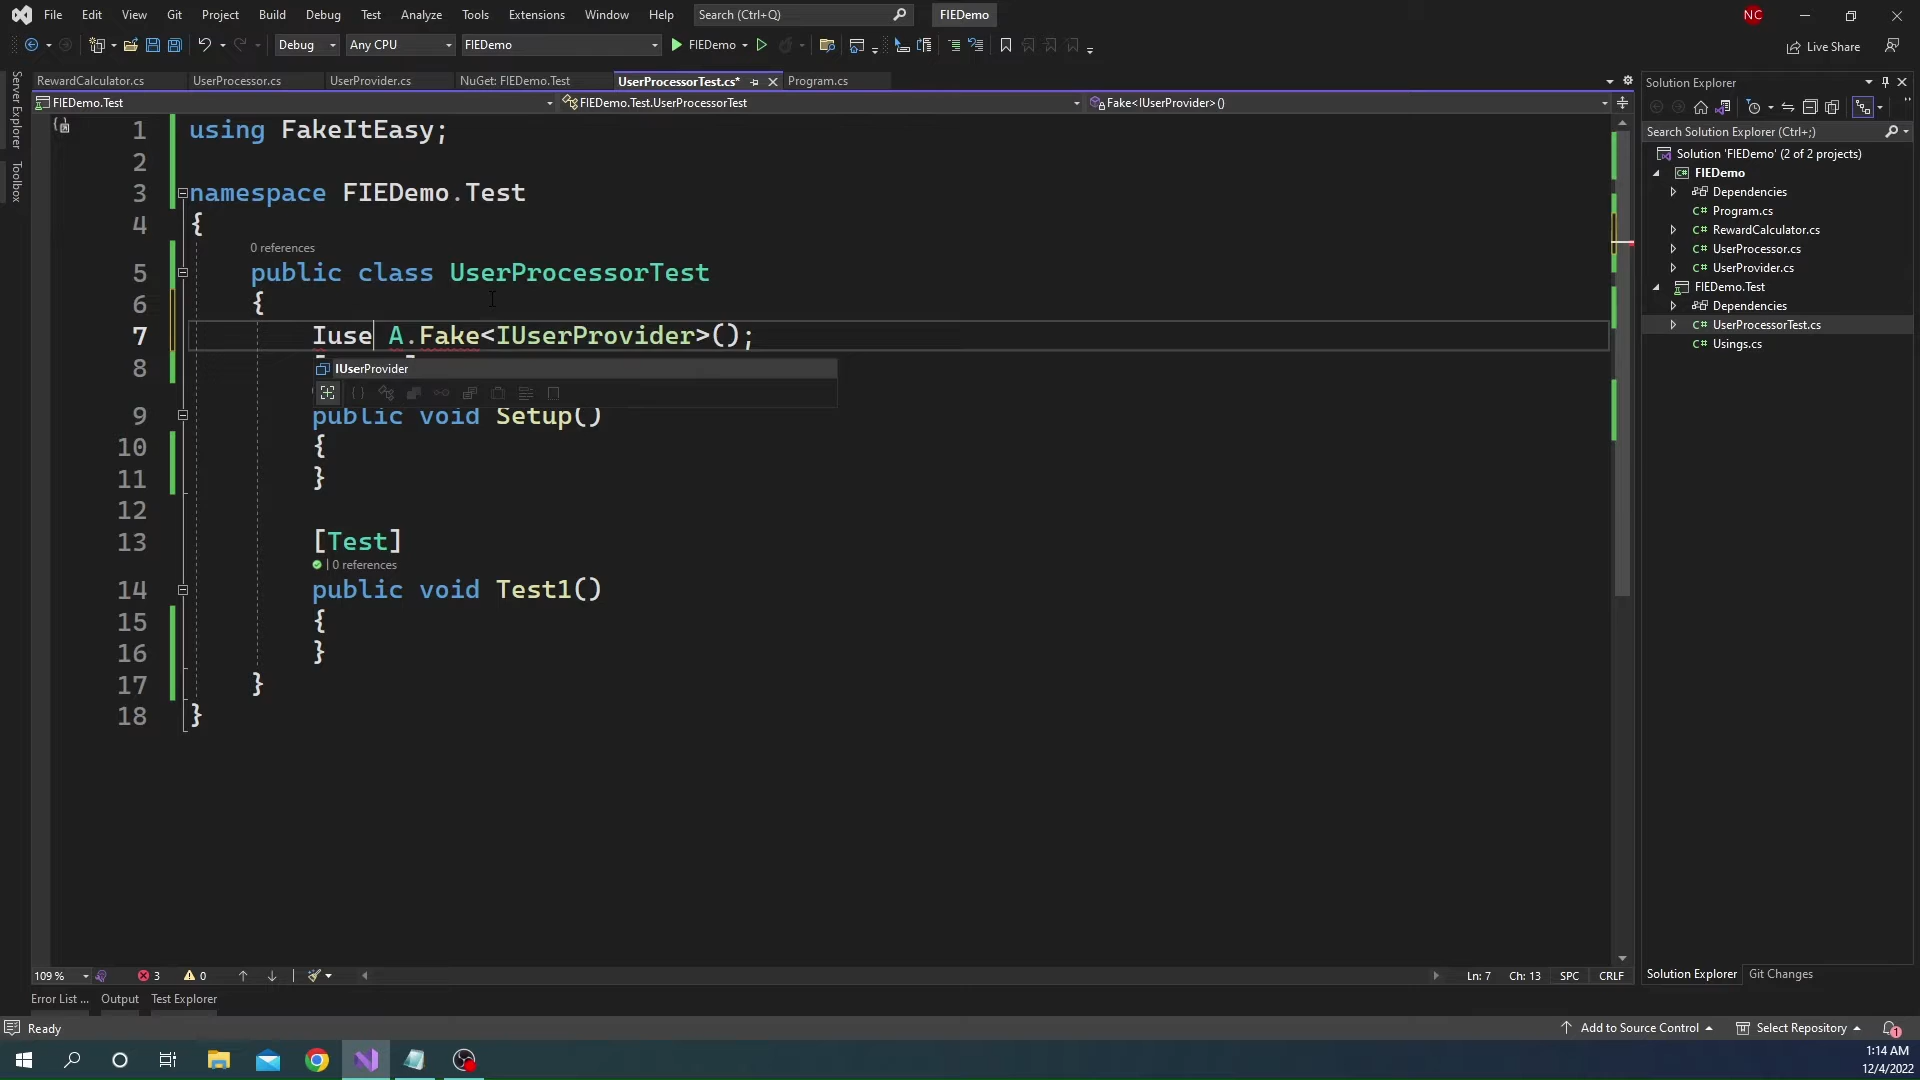 File Edit View Git Project Build Debug Test Analyze Tools Extensions Window Help Search (Ctrl+Q) FIEDemo NC
Debug Any CPU FIEDemo FIEDemo Live Share
RewardCalculator.cs UserProcessor.cs UserProvider.cs NuGet: FIEDemo.Test UserProcessorTest.cs* Program.cs
FIEDemo.Test FIEDemo.Test.UserProcessorTest Fake<IUserProvider>()
Server Explorer
Toolbox
1 using FakeItEasy;
2
3 namespace FIEDemo.Test
4 {
0 references
5 public class UserProcessorTest
6 {
7 Iuse A.Fake<IUserProvider>();
8
IUserProvider
9 public void Setup()
10 {
11 }
12
13 [Test]
| 0 references
14 public void Test1()
15 {
16 }
17 }
18 }
109 % 3 0 Ln: 7 Ch: 13 SPC CRLF
Error List ... Output Test Explorer
Solution Explorer
Search Solution Explorer (Ctrl+;)
Solution 'FIEDemo' (2 of 2 projects)
FIEDemo
Dependencies
C# Program.cs
C# RewardCalculator.cs
C# UserProcessor.cs
C# UserProvider.cs
FIEDemo.Test
Dependencies
C# UserProcessorTest.cs
C# Usings.cs
Solution Explorer Git Changes
Ready Add to Source Control Select Repository 1
1:14 AM
12/4/2022